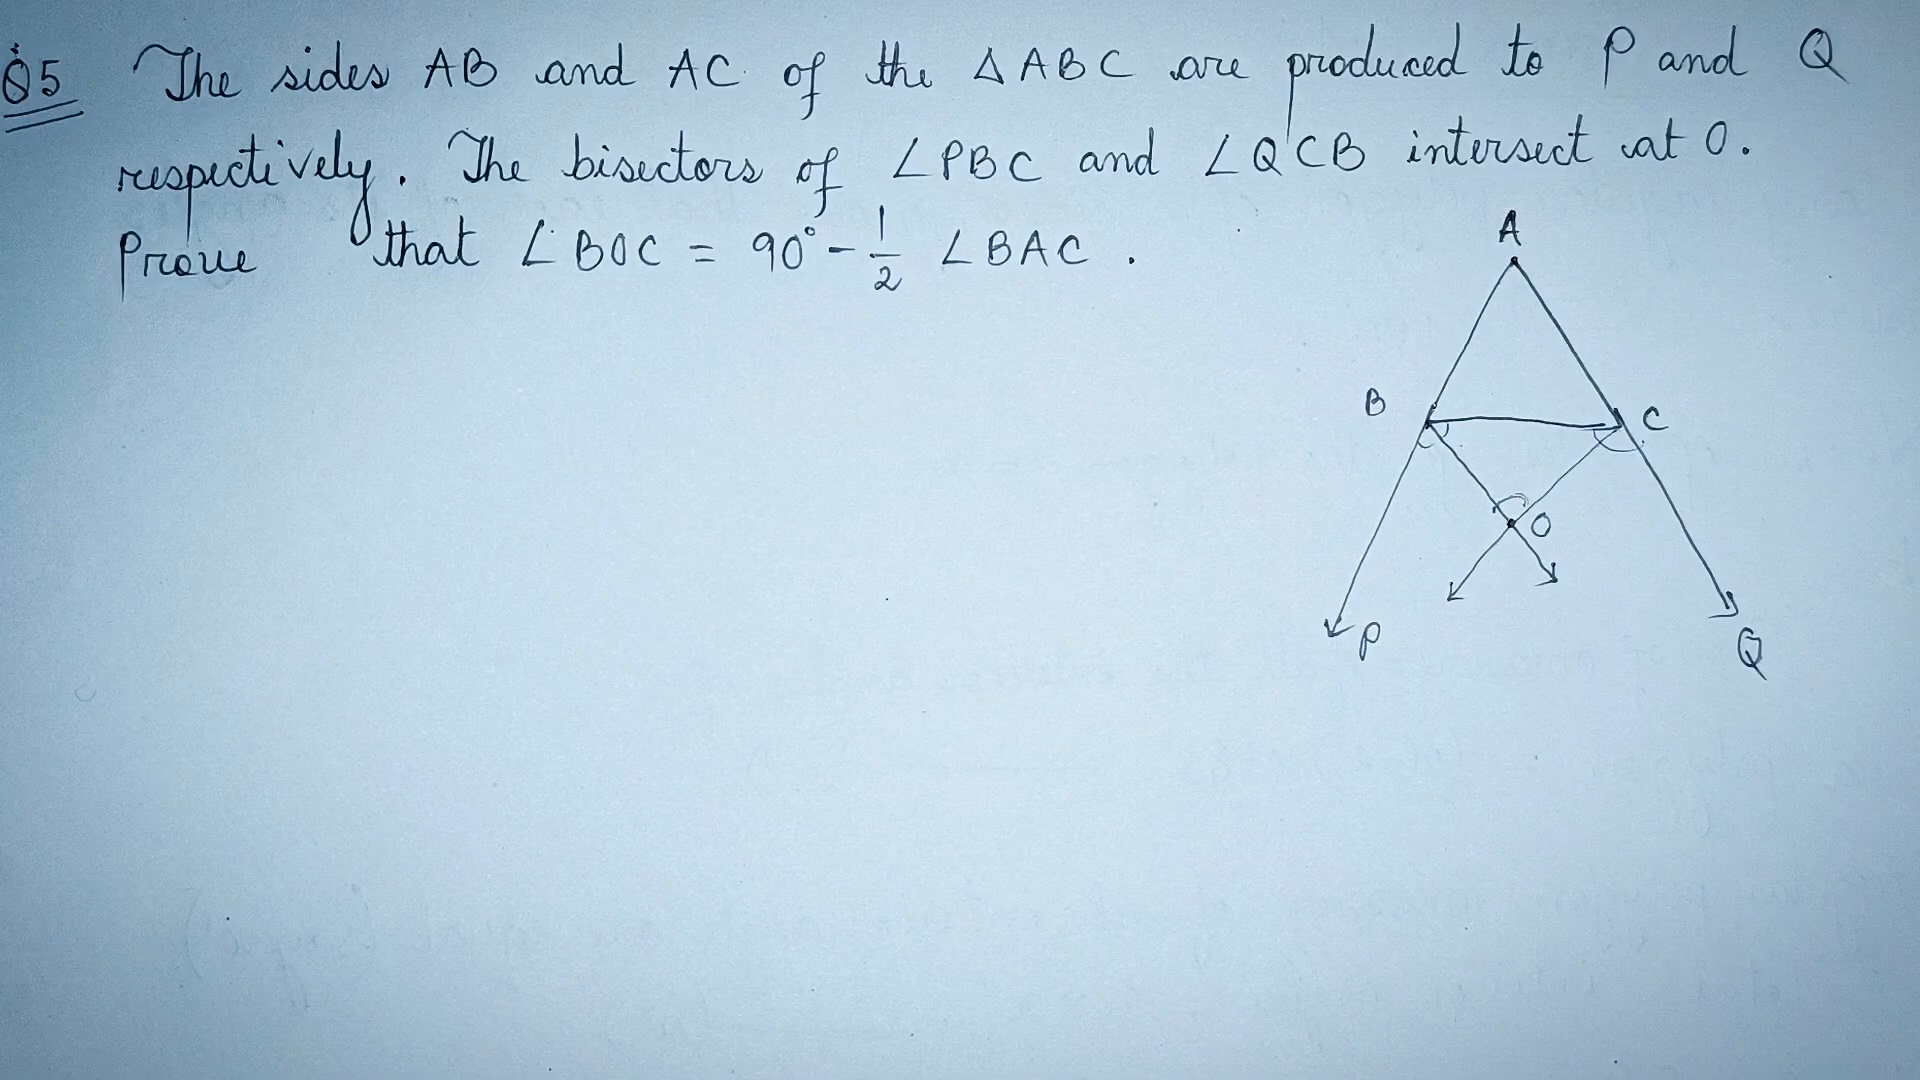 Q5 The sides AB and AC of the △ABC are produced to P and Q
respectively. The bisectors of ∠PBC and ∠QCB intersect at O.
Prove that ∠BOC = 90° - 1/2 ∠BAC .
A
B
C
O
P
Q